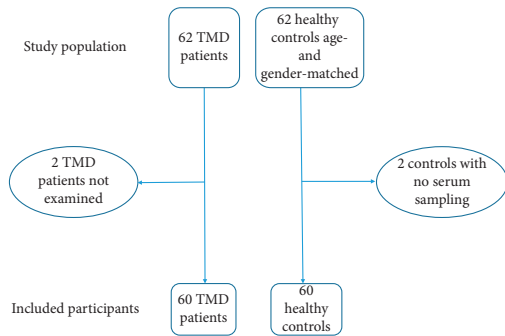 Study population
62 TMD
patients
62 healthy
controls age-
and
gender-matched
2 TMD
patients not
examined
2 controls with
no serum
sampling
Included participants
60 TMD
patients
60
healthy
controls